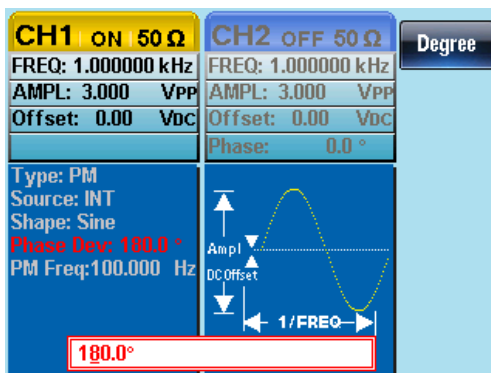 CH1 ON 50 Ω
FREQ: 1.000000 kHz
AMPL: 3.000 VPP
Offset: 0.00 VDC
CH2 OFF 50 Ω
FREQ: 1.000000 kHz
AMPL: 3.000 VPP
Offset: 0.00 VDC
Phase: 0.0 °
Degree
Type: PM
Source: INT
Shape: Sine
Phase Dev: 180.0 °
PM Freq:100.000 Hz
Ampl
DC Offset
1/FREQ
180.0°